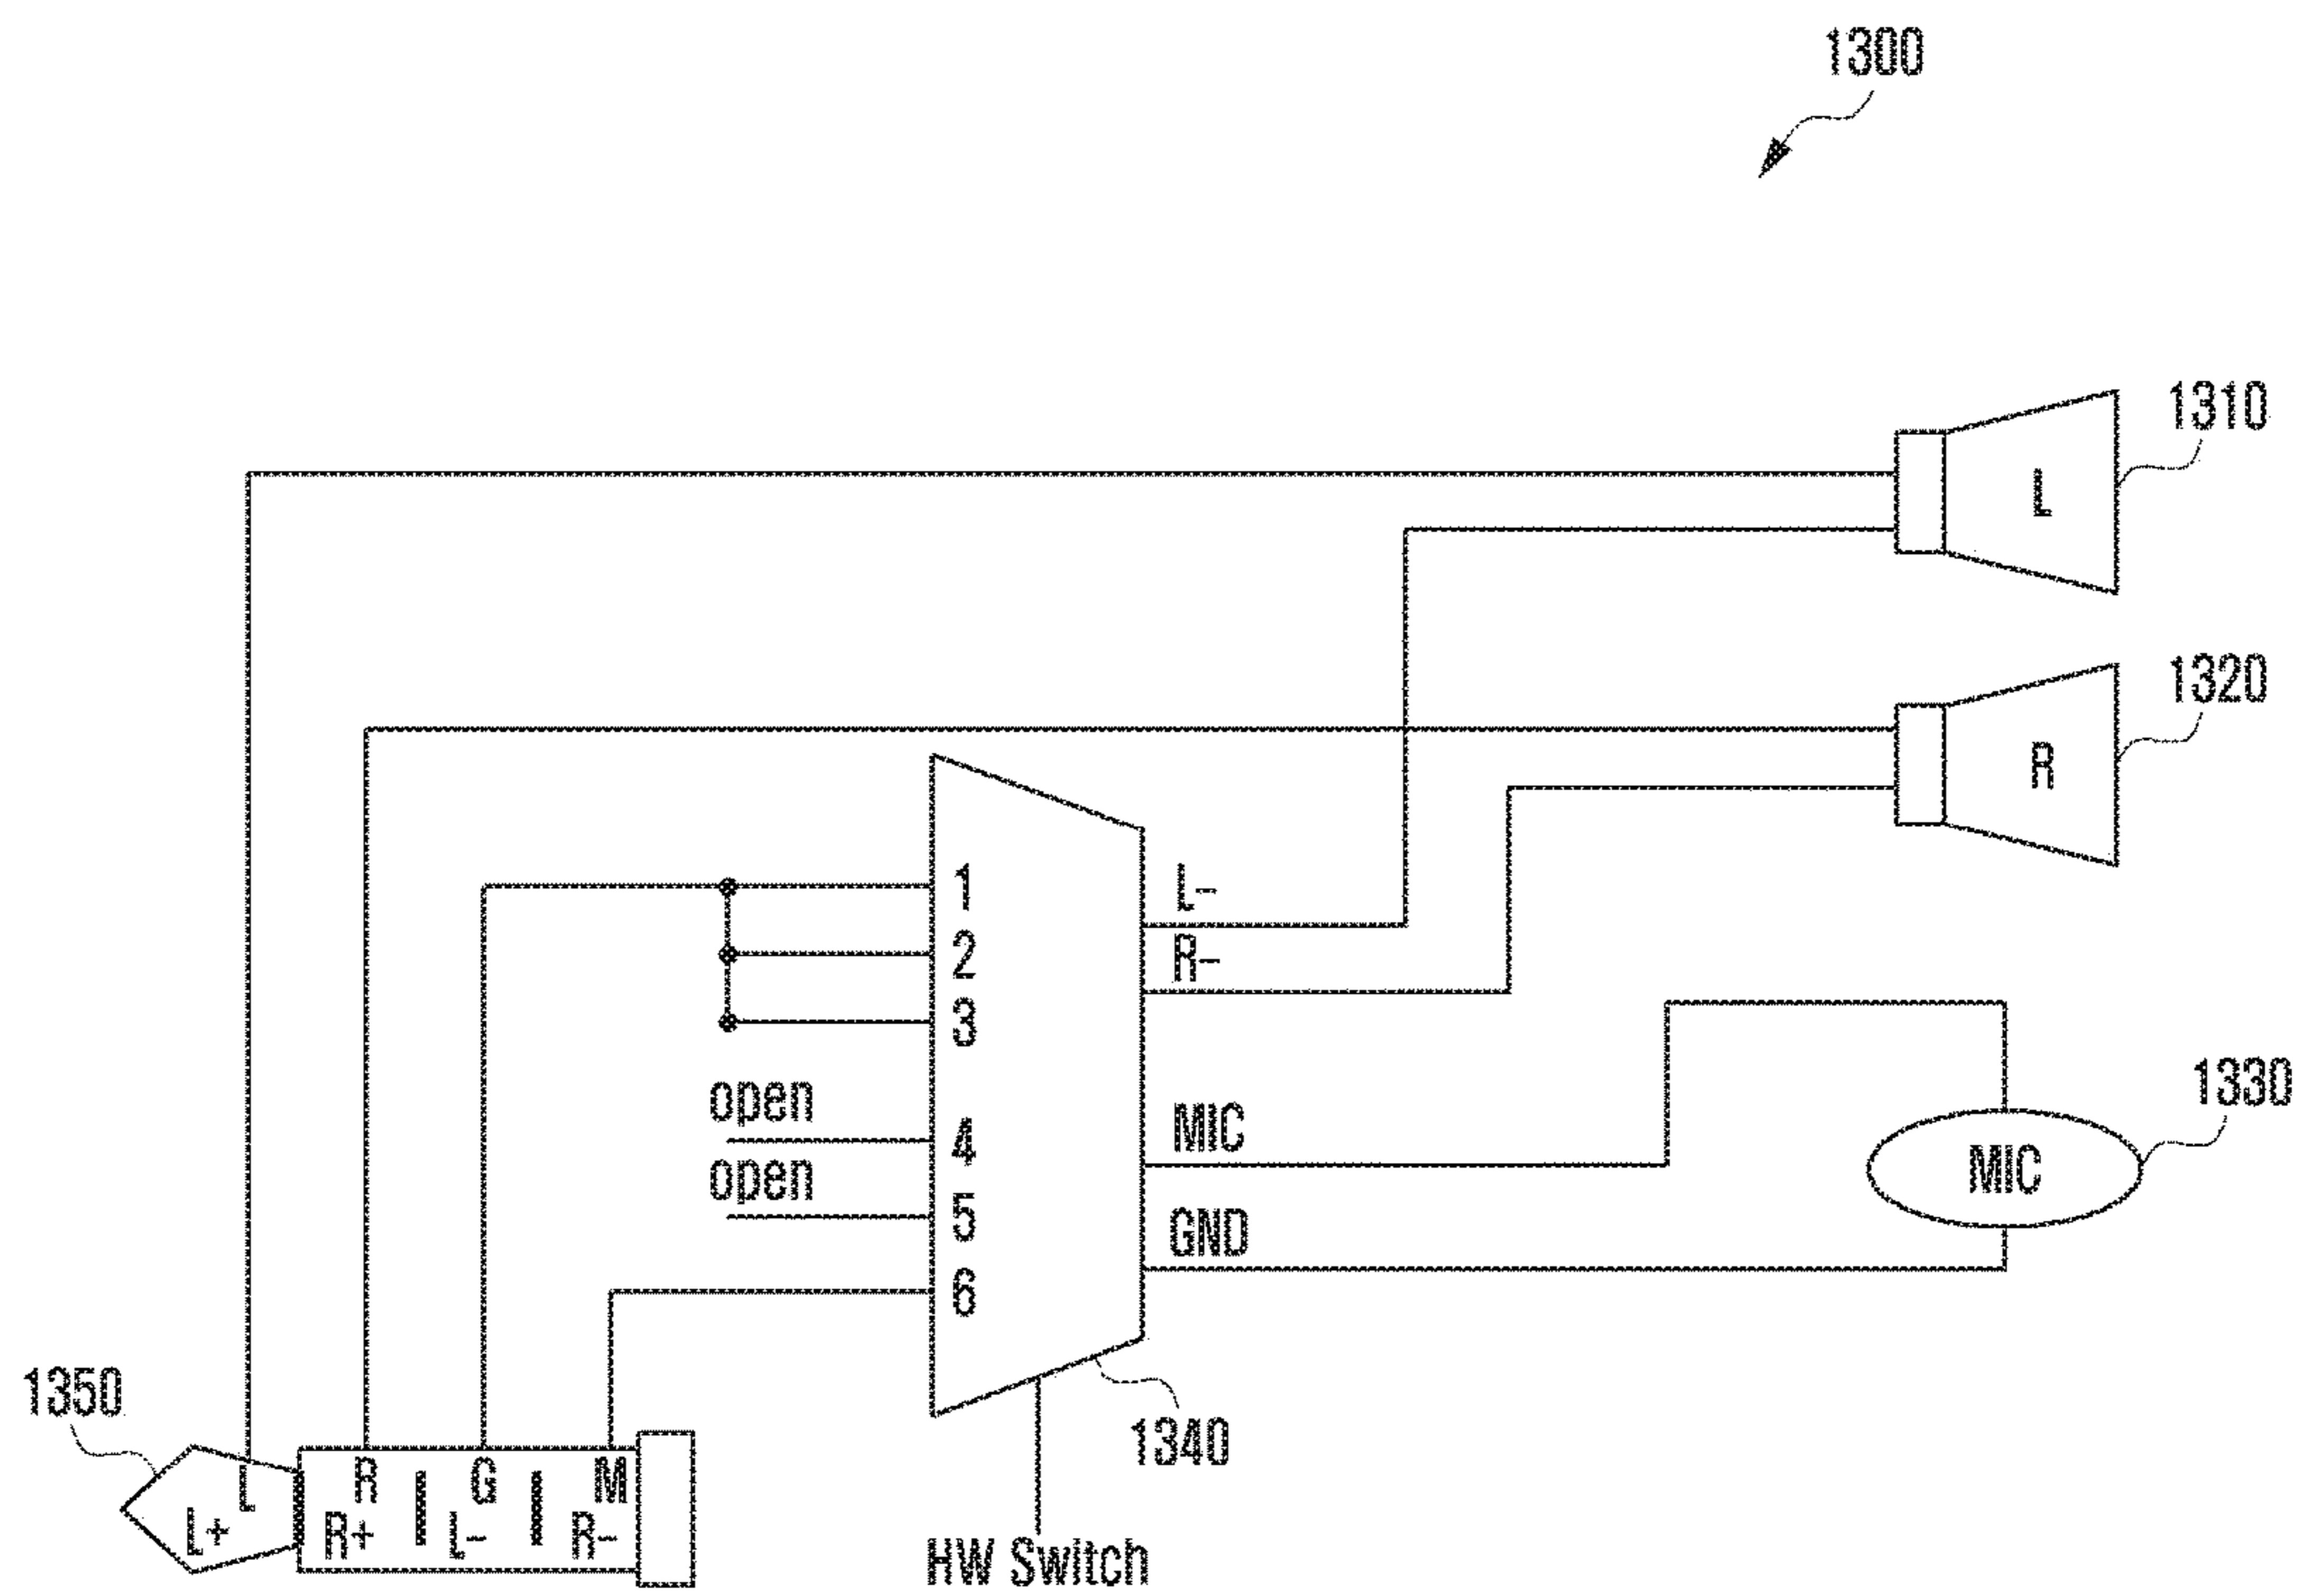 1300
1310
L
1320
R
1
L-
2
R-
3
open
4
MIC
1330
MIC
open
5
GND
6
1350
1340
L R G M
L+ R+ L- R-
HW Switch